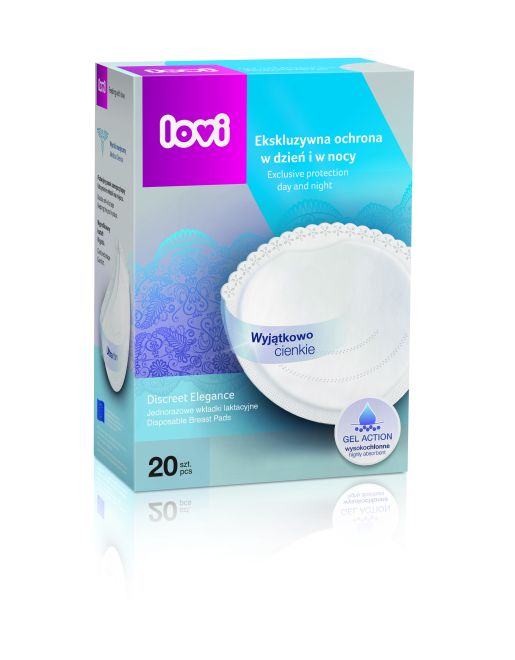 lovi
Ekskluzywna ochrona
w dzień i w nocy
Exclusive protection
day and night
Wyjątkowo
cienkie
Discreet Elegance
Jednorazowe wkładki laktacyjne
Disposable Breast Pads
20 szt.
pcs
GEL ACTION
wysokochłonne
highly absorbent
lovi